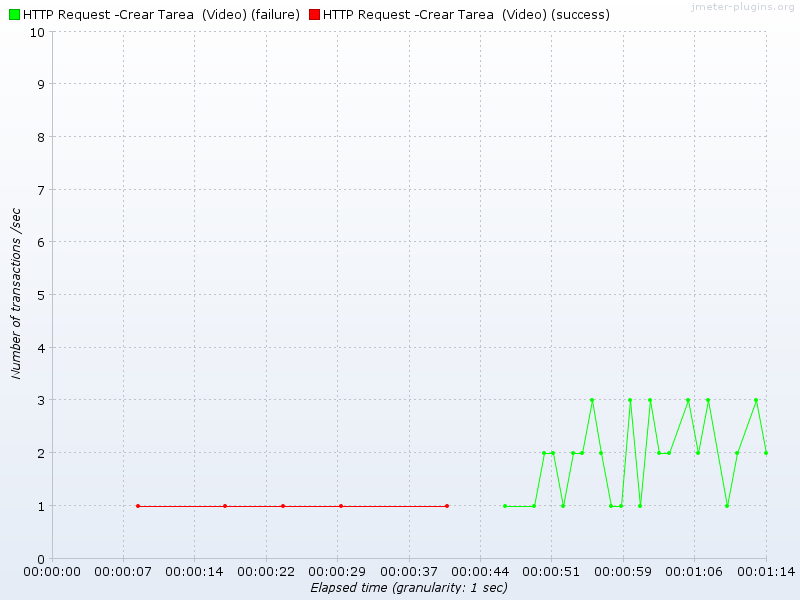 HTTP Request -Crear Tarea  (Video) (failure) HTTP Request -Crear Tarea  (Video) (success)
jmeter-plugins.org
10
9
8
7
6
5
4
3
2
1
0
Number of transactions /sec
00:00:00 00:00:07 00:00:14 00:00:22 00:00:29 00:00:37 00:00:44 00:00:51 00:00:59 00:01:06 00:01:14
Elapsed time (granularity: 1 sec)